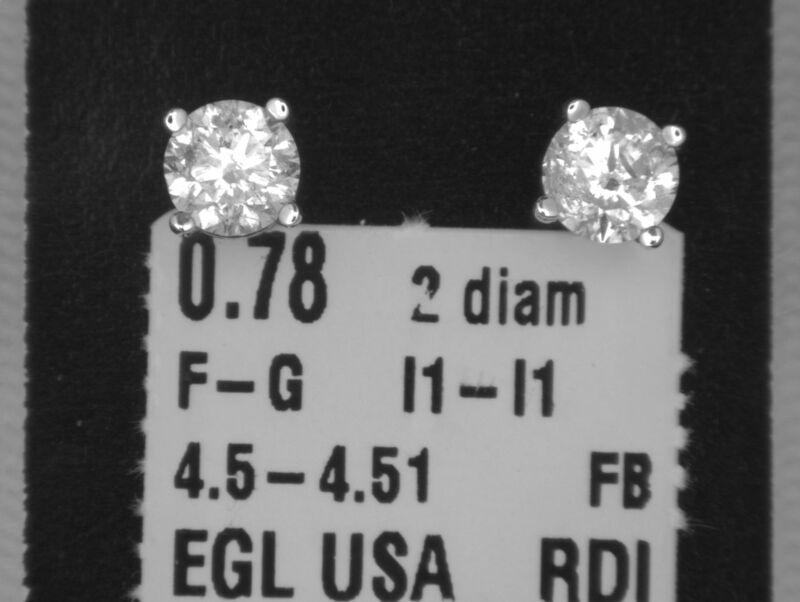 0.78 2 diam
F-G I1-I1
4.5-4.51 FB
EGL USA RDI